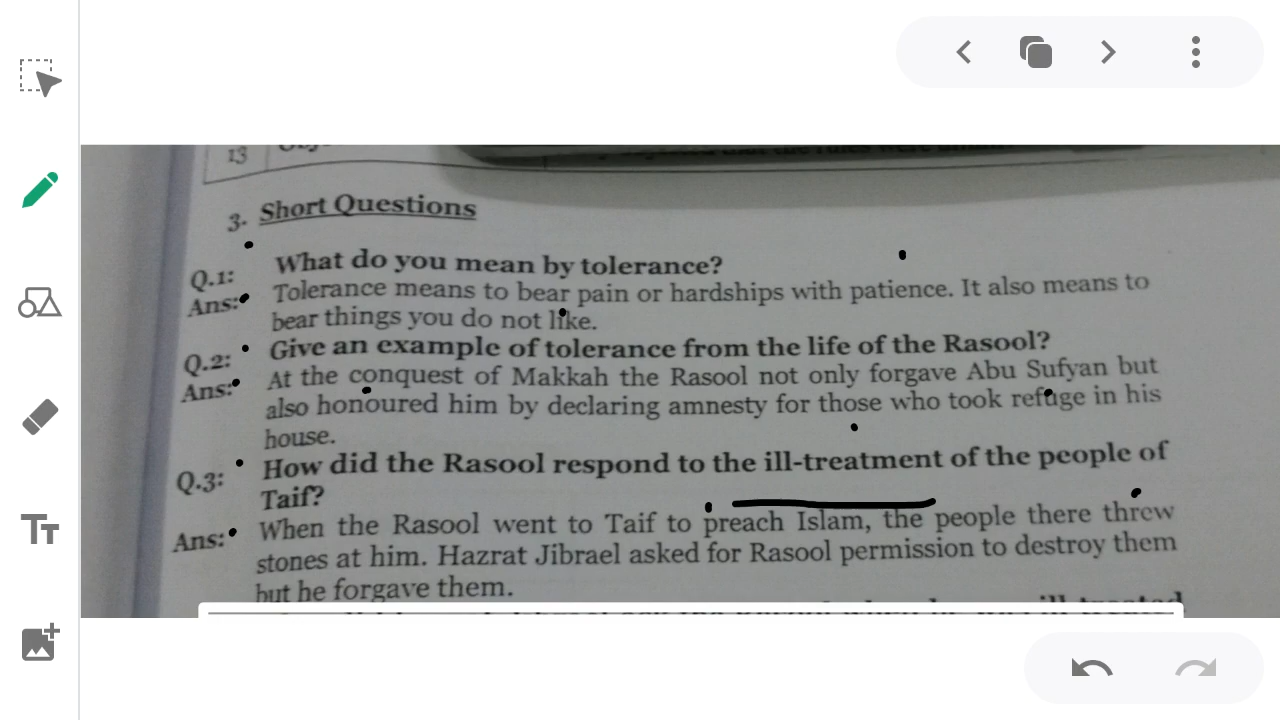 13
3. Short Questions
Q.1: What do you mean by tolerance?
Ans: Tolerance means to bear pain or hardships with patience. It also means to
bear things you do not like.
Q.2: Give an example of tolerance from the life of the Rasool?
Ans: At the conquest of Makkah the Rasool not only forgave Abu Sufyan but
also honoured him by declaring amnesty for those who took refuge in his
house.
Q.3: How did the Rasool respond to the ill-treatment of the people of
Taif?
Ans: When the Rasool went to Taif to preach Islam, the people there threw
stones at him. Hazrat Jibrael asked for Rasool permission to destroy them
but he forgave them.
Tт